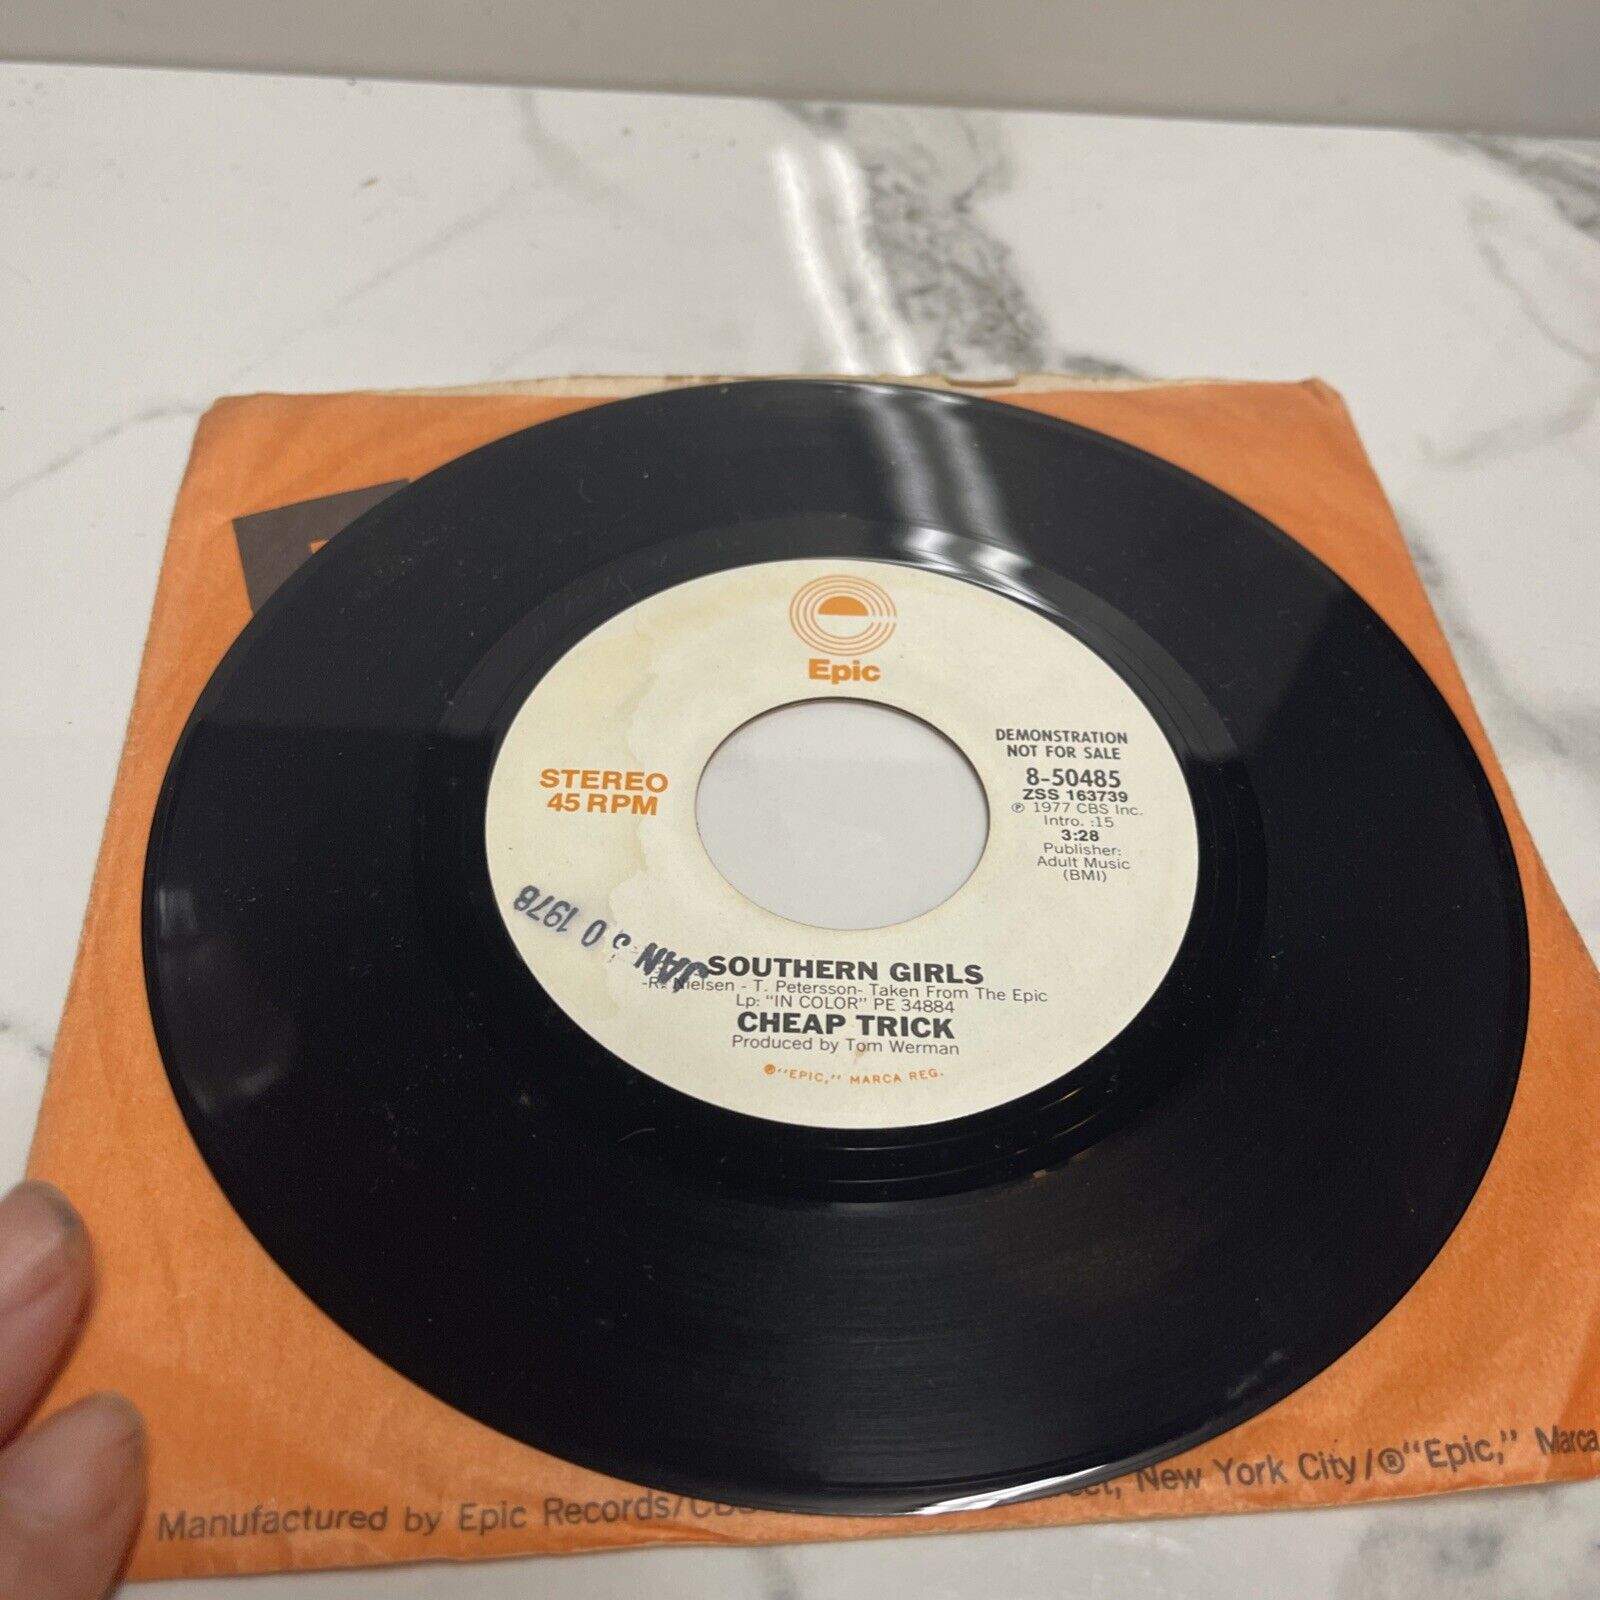 Epic
DEMONSTRATION
NOT FOR SALE
8-50485
ZSS 163739
℗ 1977 CBS Inc.
Intro. :15
3:28
Publisher:
Adult Music
(BMI)
STEREO
45 RPM
JAN 30 1978
SOUTHERN GIRLS
-R. Nielsen - T. Petersson- Taken From The Epic
Lp: "IN COLOR" PE 34884
CHEAP TRICK
Produced by Tom Werman
®"EPIC," MARCA REG.
Manufactured by Epic Records/CBS New York City/®"Epic," Marca